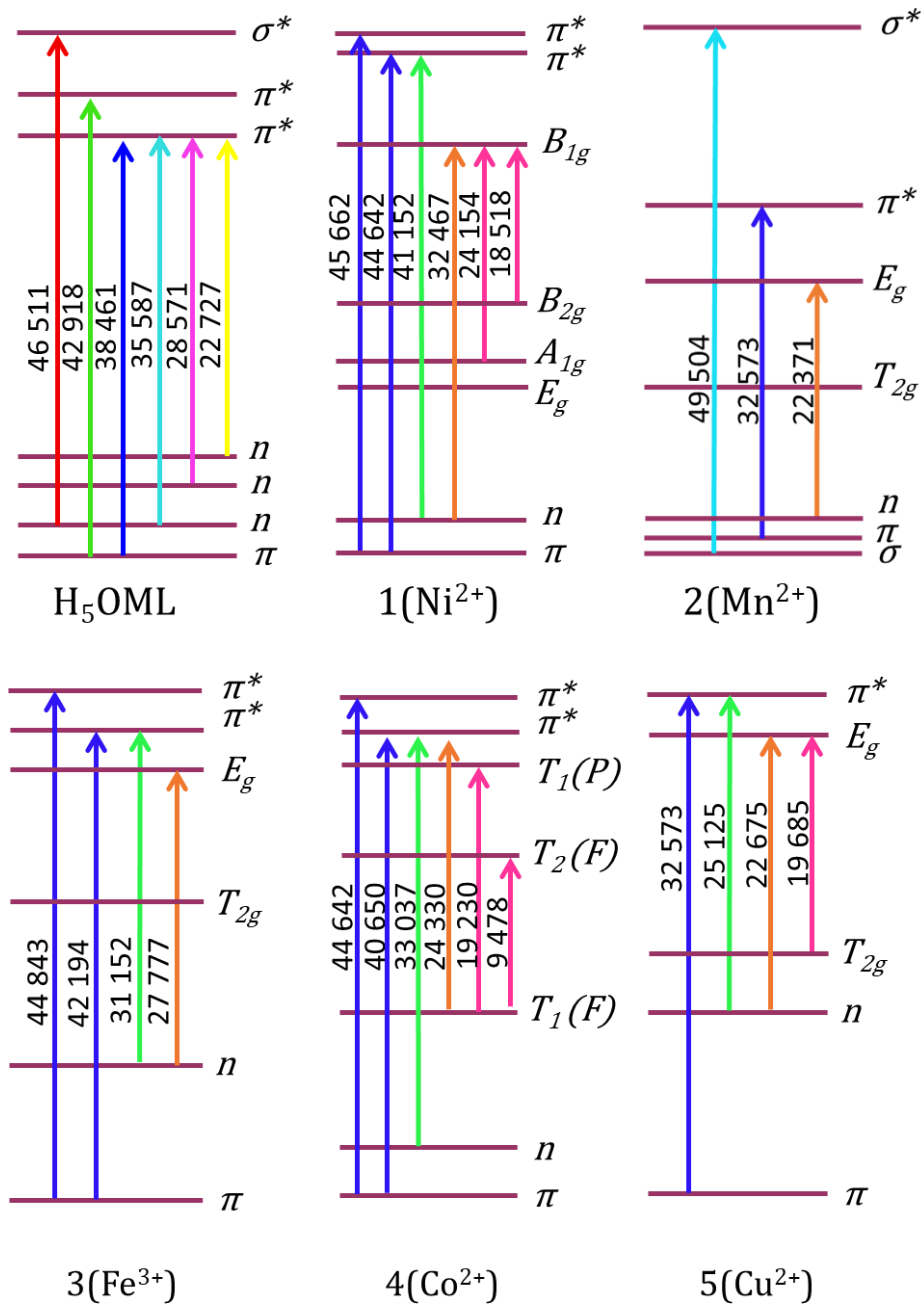 σ*
π*
π*
46 511
42 918
38 461
35 587
28 571
22 727
n
n
n
π
H₅OML
π*
π*
B₁g
45 662
44 642
41 152
32 467
24 154
18 518
B₂g
A₁g
Eg
n
π
1(Ni²⁺)
σ*
π*
Eg
49 504
32 573
22 371
T₂g
n
π
σ
2(Mn²⁺)
π*
π*
Eg
T₂g
44 843
42 194
31 152
27 777
n
π
3(Fe³⁺)
π*
π*
T₁(P)
T₂(F)
44 642
40 650
33 037
24 330
19 230
9 478
T₁(F)
n
π
4(Co²⁺)
π*
Eg
32 573
25 125
22 675
19 685
T₂g
n
π
5(Cu²⁺)